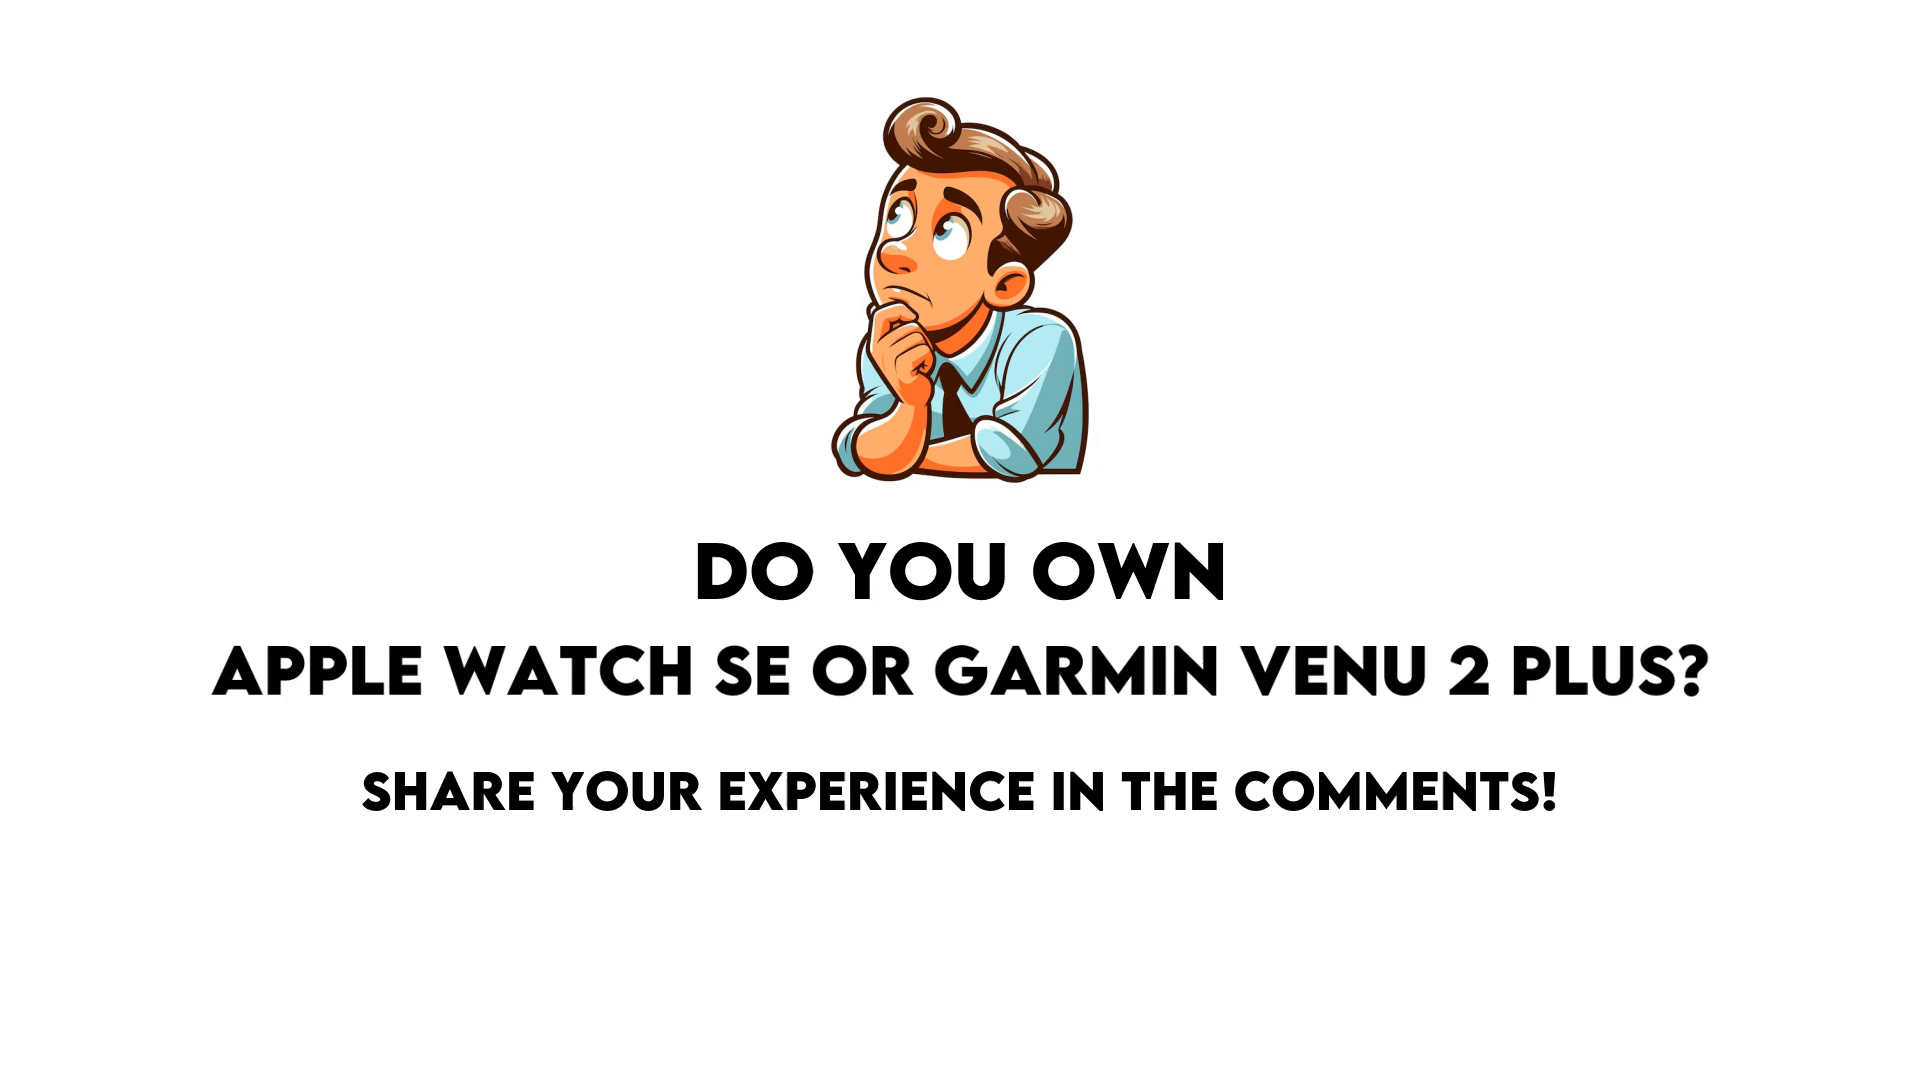 DO YOU OWN
APPLE WATCH SE OR GARMIN VENU 2 PLUS?
SHARE YOUR EXPERIENCE IN THE COMMENTS!